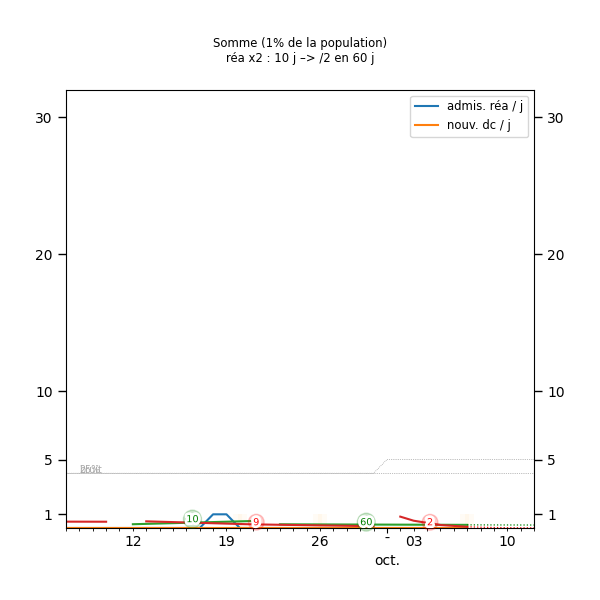 Somme (1% de la population)
réa x2 : 10 j –> /2 en 60 j
admis. réa / j
nouv. dc / j
30 30
20 20
10 10
5 5
1 1
25%
10 9 60 2
12 19 26 - 03 10
oct.